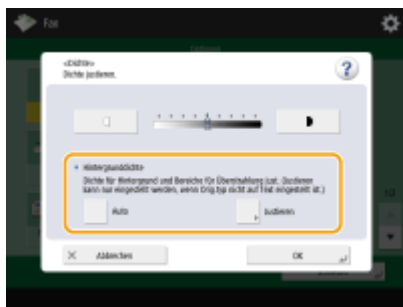 Fax
<Dichte>
Dichte justieren.
Hintergrunddichte
Dichte für Hintergrund und Bereiche für Überstrahlung just. (Justieren
kann nur eingestellt werden, wenn Orig.typ nicht auf Text eingestellt ist.)
Auto
Justieren
Abbrechen
OK